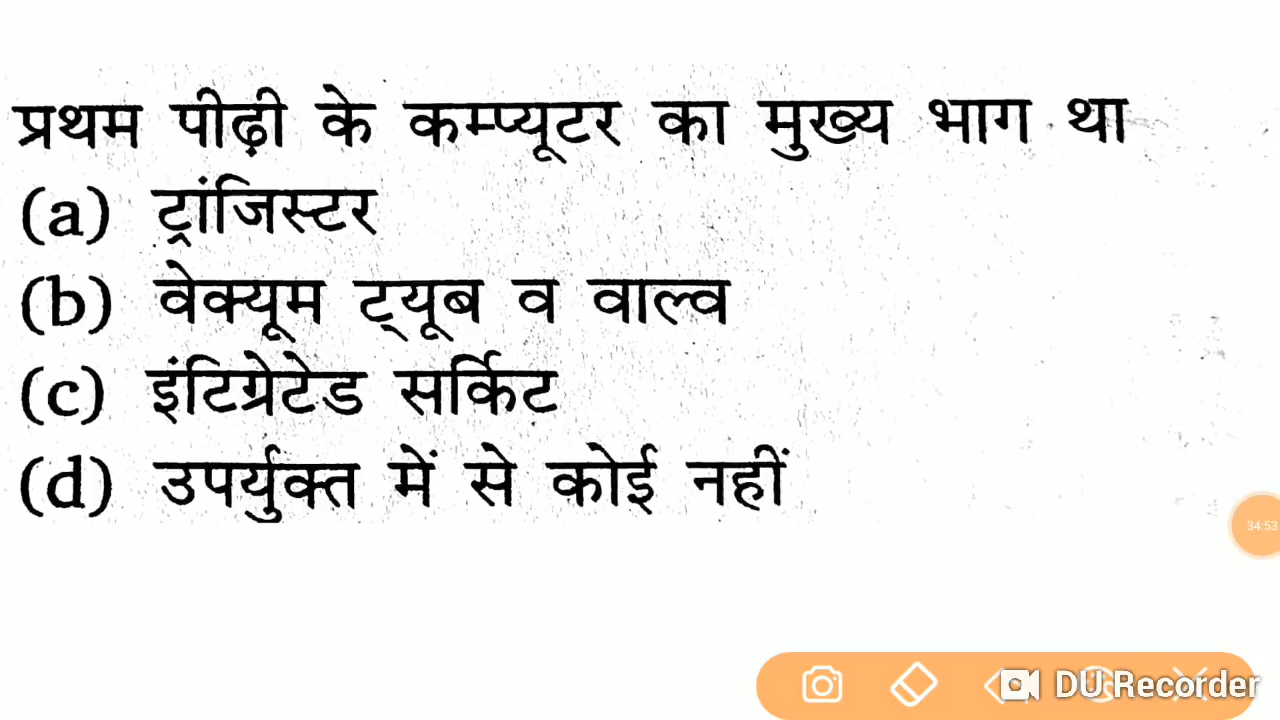 प्रथम पीढ़ी के कम्प्यूटर का मुख्य भाग था
(a) ट्रांजिस्टर
(b) वेक्यूम ट्यूब व वाल्व
(c) इंटिग्रेटेड सर्किट
(d) उपर्युक्त में से कोई नहीं
34:53
DU Recorder